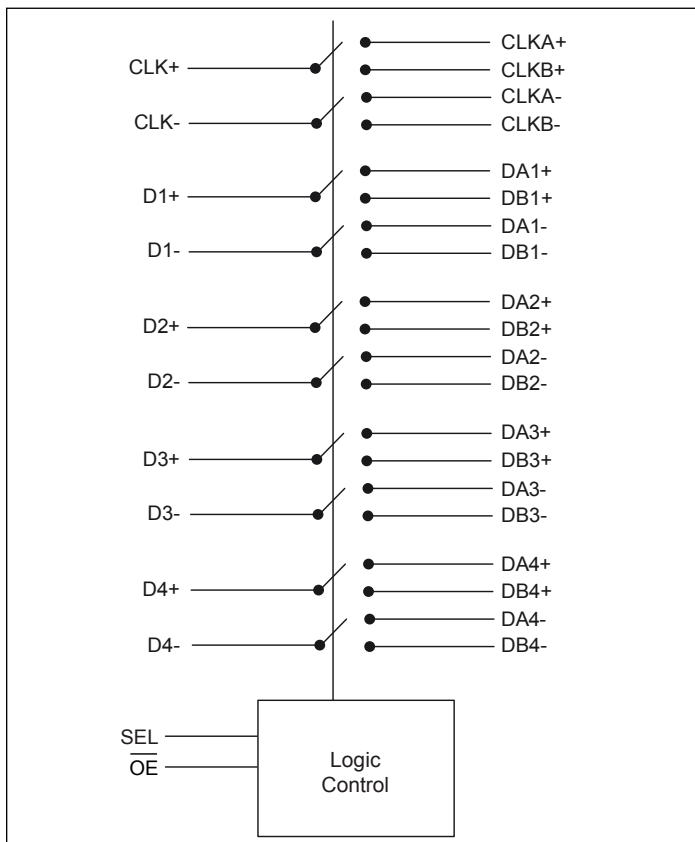 CLKA+
CLK+
CLKB+
CLKA-
CLK-
CLKB-
DA1+
D1+
DB1+
DA1-
D1-
DB1-
DA2+
D2+
DB2+
DA2-
D2-
DB2-
DA3+
D3+
DB3+
DA3-
D3-
DB3-
DA4+
D4+
DB4+
DA4-
D4-
DB4-
SEL
O̅E̅
Logic
Control